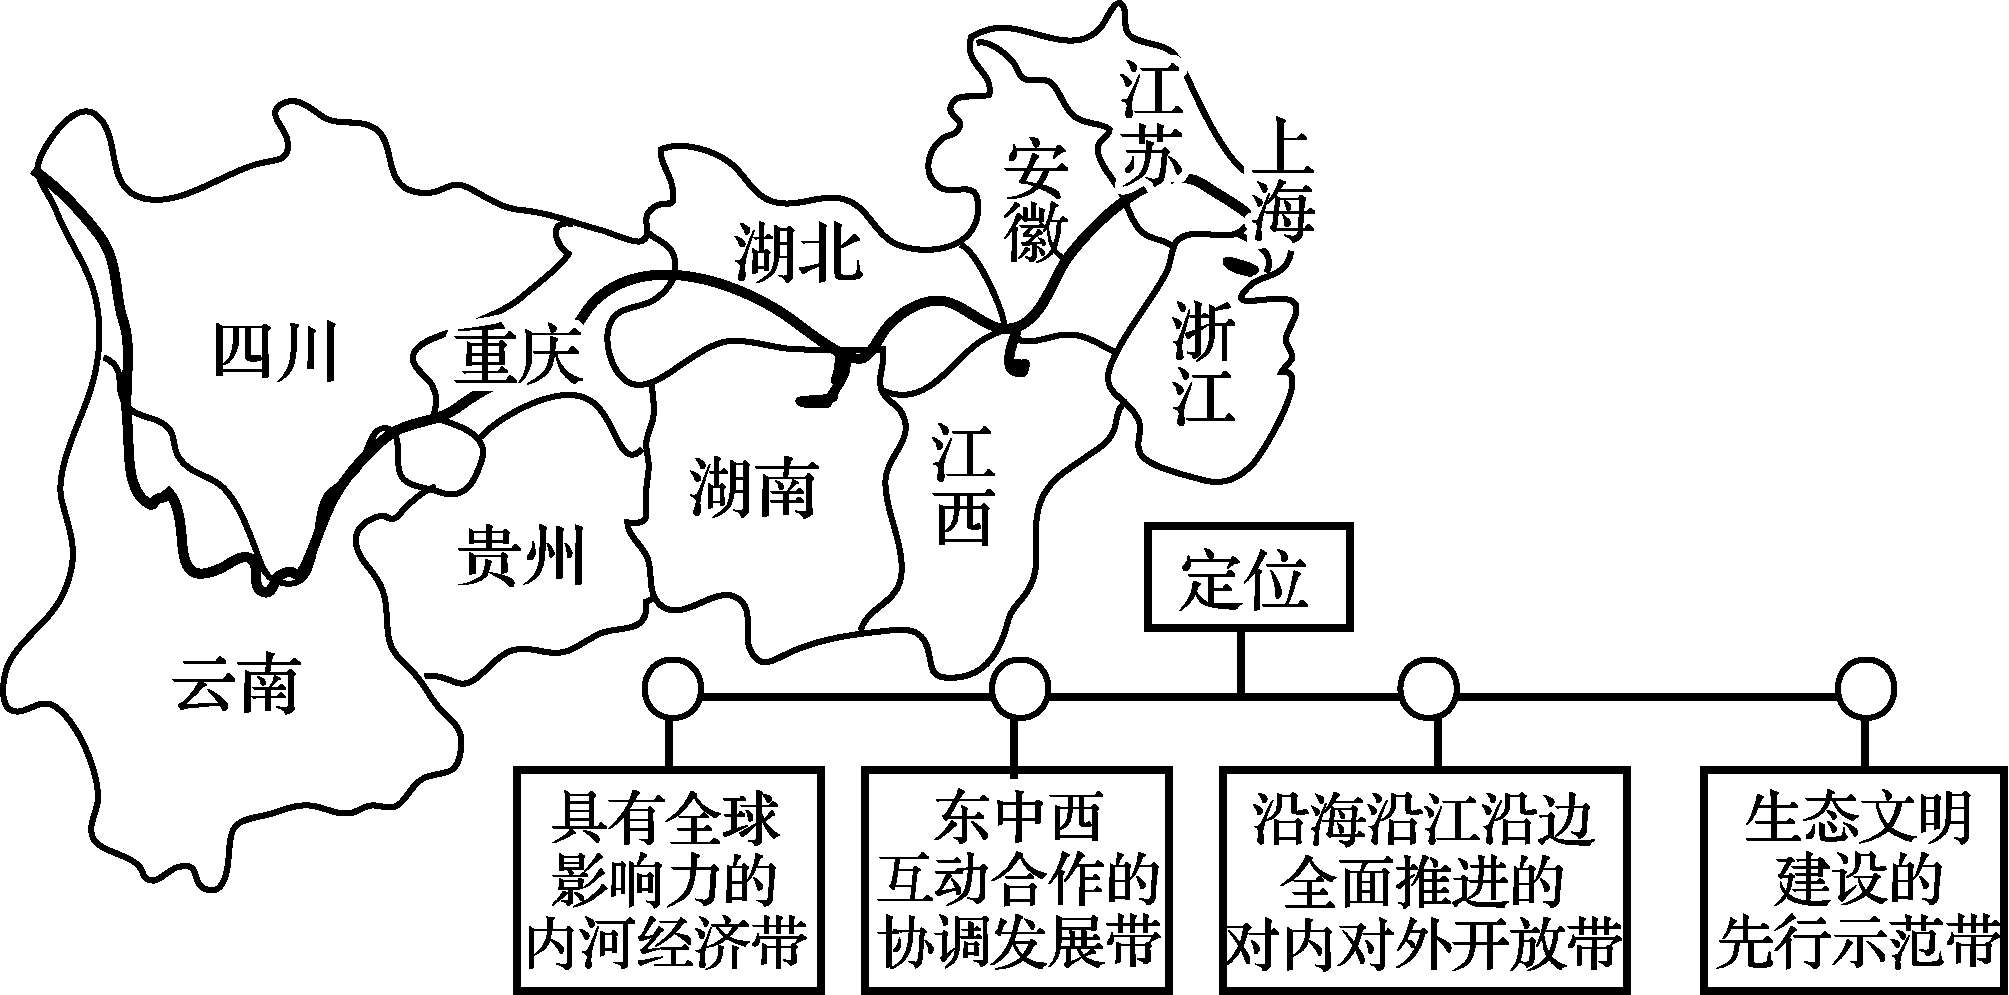 江苏
上海
安徽
湖北
四川
重庆
浙江
江西
湖南
贵州
云南
定位
具有全球
影响力的
内河经济带
东中西
互动合作的
协调发展带
沿海沿江沿边
全面推进的
对内对外开放带
生态文明
建设的
先行示范带